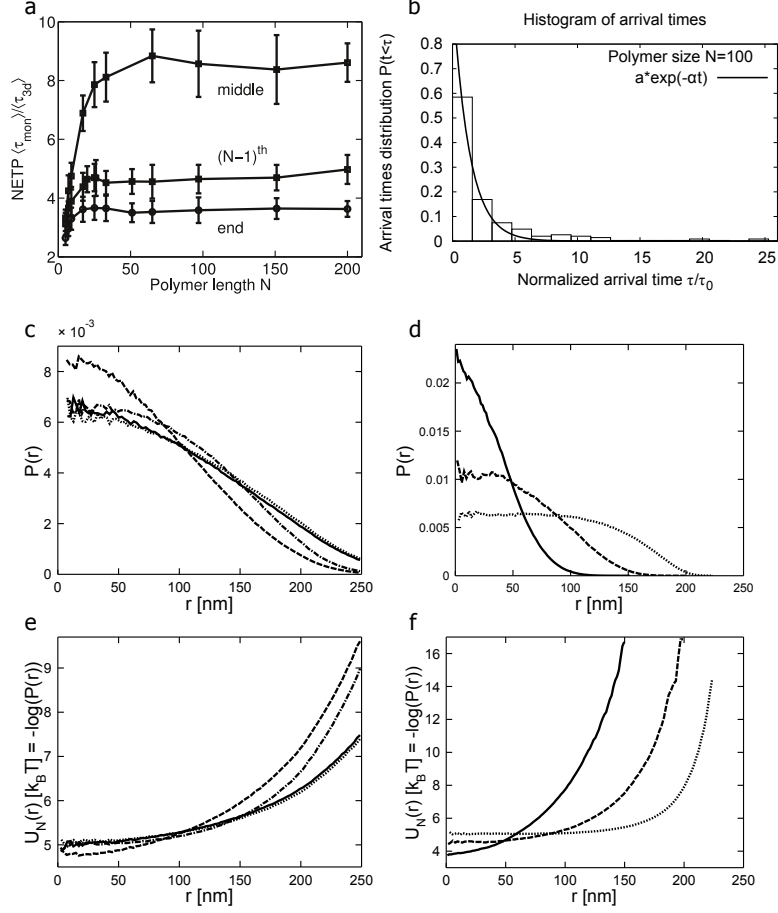 a
NETP ⟨τmon⟩/⟨τ3d⟩
10
8
6
4
2
middle
(N−1)th
end
0 50 100 150 200
Polymer length N
b
Histogram of arrival times
Arrival times distribution P(t<τ)
0.8
0.7
0.6
0.5
0.4
0.3
0.2
0.1
0
Polymer size N=100
a*exp(-αt)
0 5 10 15 20 25
Normalized arrival time τ/τ0
c
× 10−3
P(r)
8
6
4
2
0
0 50 100 150 200 250
r [nm]
d
P(r)
0.02
0.015
0.01
0.005
0
0 50 100 150 200 250
r [nm]
e
UN(r) [kBT] = -log(P(r))
9
8
7
6
5
0 50 100 150 200 250
r [nm]
f
UN(r) [kBT] = -log(P(r))
16
14
12
10
8
6
4
0 50 100 150 200 250
r [nm]